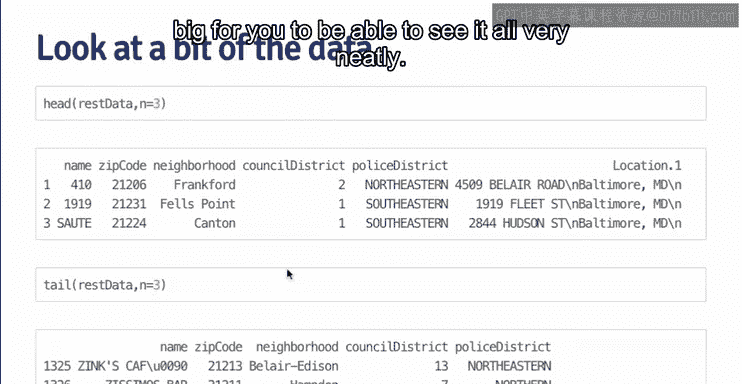 big for you to be able to see it all very
neatly.
Look at a bit of the data
head(restData,n=3)
name zipCode neighborhood councilDistrict policeDistrict Location.1
1 410 21206 Frankford 2 NORTHEASTERN 4509 BELAIR ROAD\nBaltimore, MD\n
2 1919 21231 Fells Point 1 SOUTHEASTERN 1919 FLEET ST\nBaltimore, MD\n
3 SAUTE 21224 Canton 1 SOUTHEASTERN 2844 HUDSON ST\nBaltimore, MD\n
tail(restData,n=3)
name zipCode neighborhood councilDistrict policeDistrict
1325 ZINK'S CAF\u0090 21213 Belair-Edison 13 NORTHEASTERN